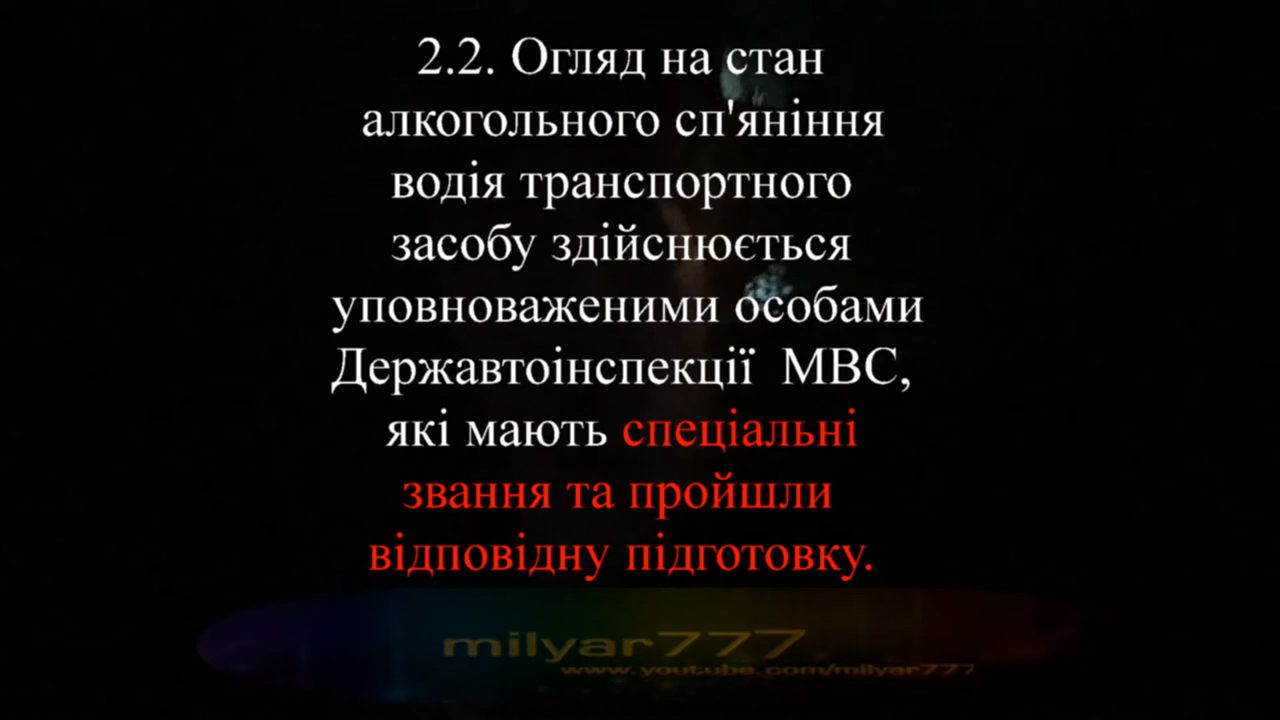 2.2. Огляд на стан
алкогольного сп'яніння
водія транспортного
засобу здійснюється
уповноваженими особами
Державтоінспекції  МВС,
які мають спеціальні
звання та пройшли
відповідну підготовку.
milyar777
www.youtube.com/milyar777